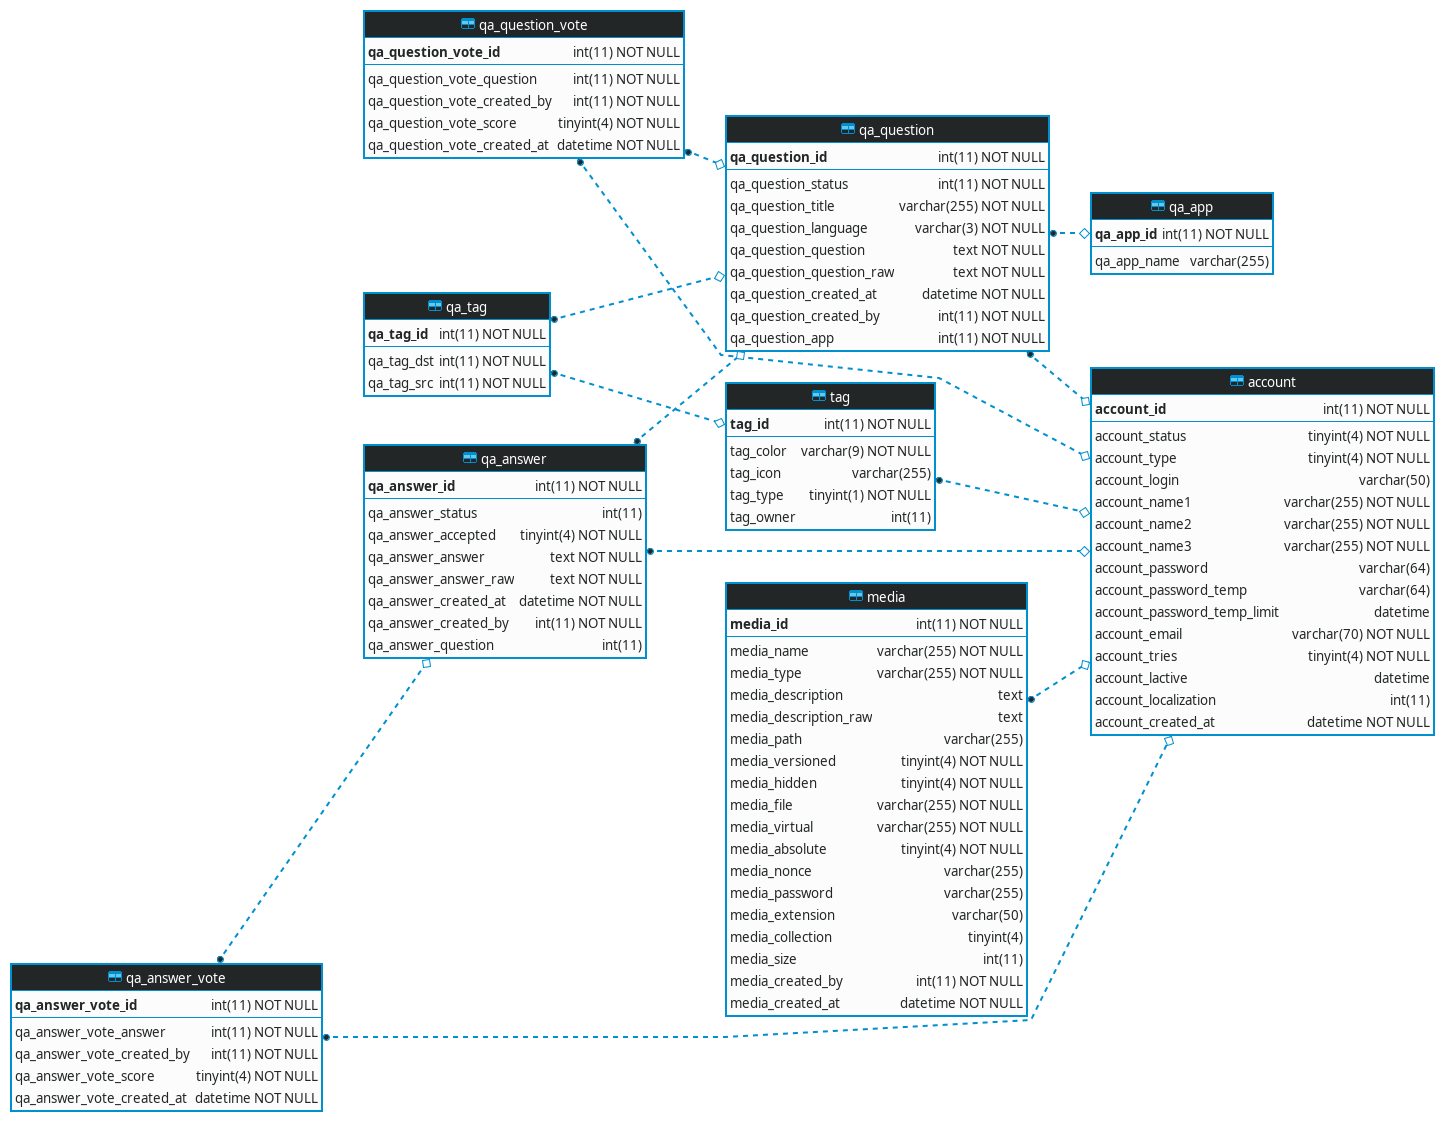 qa_question_vote
qa_question_vote_id int(11) NOT NULL
qa_question_vote_question int(11) NOT NULL
qa_question_vote_created_by int(11) NOT NULL
qa_question_vote_score tinyint(4) NOT NULL
qa_question_vote_created_at datetime NOT NULL
qa_question
qa_question_id int(11) NOT NULL
qa_question_status int(11) NOT NULL
qa_question_title varchar(255) NOT NULL
qa_question_language varchar(3) NOT NULL
qa_question_question text NOT NULL
qa_question_question_raw text NOT NULL
qa_question_created_at datetime NOT NULL
qa_question_created_by int(11) NOT NULL
qa_question_app int(11) NOT NULL
qa_app
qa_app_id int(11) NOT NULL
qa_app_name varchar(255)
qa_tag
qa_tag_id int(11) NOT NULL
qa_tag_dst int(11) NOT NULL
qa_tag_src int(11) NOT NULL
tag
tag_id int(11) NOT NULL
tag_color varchar(9) NOT NULL
tag_icon varchar(255)
tag_type tinyint(1) NOT NULL
tag_owner int(11)
account
account_id int(11) NOT NULL
account_status tinyint(4) NOT NULL
account_type tinyint(4) NOT NULL
account_login varchar(50)
account_name1 varchar(255) NOT NULL
account_name2 varchar(255) NOT NULL
account_name3 varchar(255) NOT NULL
account_password varchar(64)
account_password_temp varchar(64)
account_password_temp_limit datetime
account_email varchar(70) NOT NULL
account_tries tinyint(4) NOT NULL
account_lactive datetime
account_localization int(11)
account_created_at datetime NOT NULL
qa_answer
qa_answer_id int(11) NOT NULL
qa_answer_status int(11)
qa_answer_accepted tinyint(4) NOT NULL
qa_answer_answer text NOT NULL
qa_answer_answer_raw text NOT NULL
qa_answer_created_at datetime NOT NULL
qa_answer_created_by int(11) NOT NULL
qa_answer_question int(11)
media
media_id int(11) NOT NULL
media_name varchar(255) NOT NULL
media_type varchar(255) NOT NULL
media_description text
media_description_raw text
media_path varchar(255)
media_versioned tinyint(4) NOT NULL
media_hidden tinyint(4) NOT NULL
media_file varchar(255) NOT NULL
media_virtual varchar(255) NOT NULL
media_absolute tinyint(4) NOT NULL
media_nonce varchar(255)
media_password varchar(255)
media_extension varchar(50)
media_collection tinyint(4)
media_size int(11)
media_created_by int(11) NOT NULL
media_created_at datetime NOT NULL
qa_answer_vote
qa_answer_vote_id int(11) NOT NULL
qa_answer_vote_answer int(11) NOT NULL
qa_answer_vote_created_by int(11) NOT NULL
qa_answer_vote_score tinyint(4) NOT NULL
qa_answer_vote_created_at datetime NOT NULL